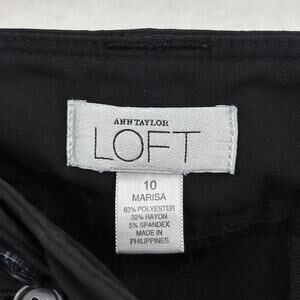 ANN TAYLOR
LOFT
10
MARISA
63% POLYESTER
32% RAYON
5% SPANDEX
MADE IN
PHILIPPINES